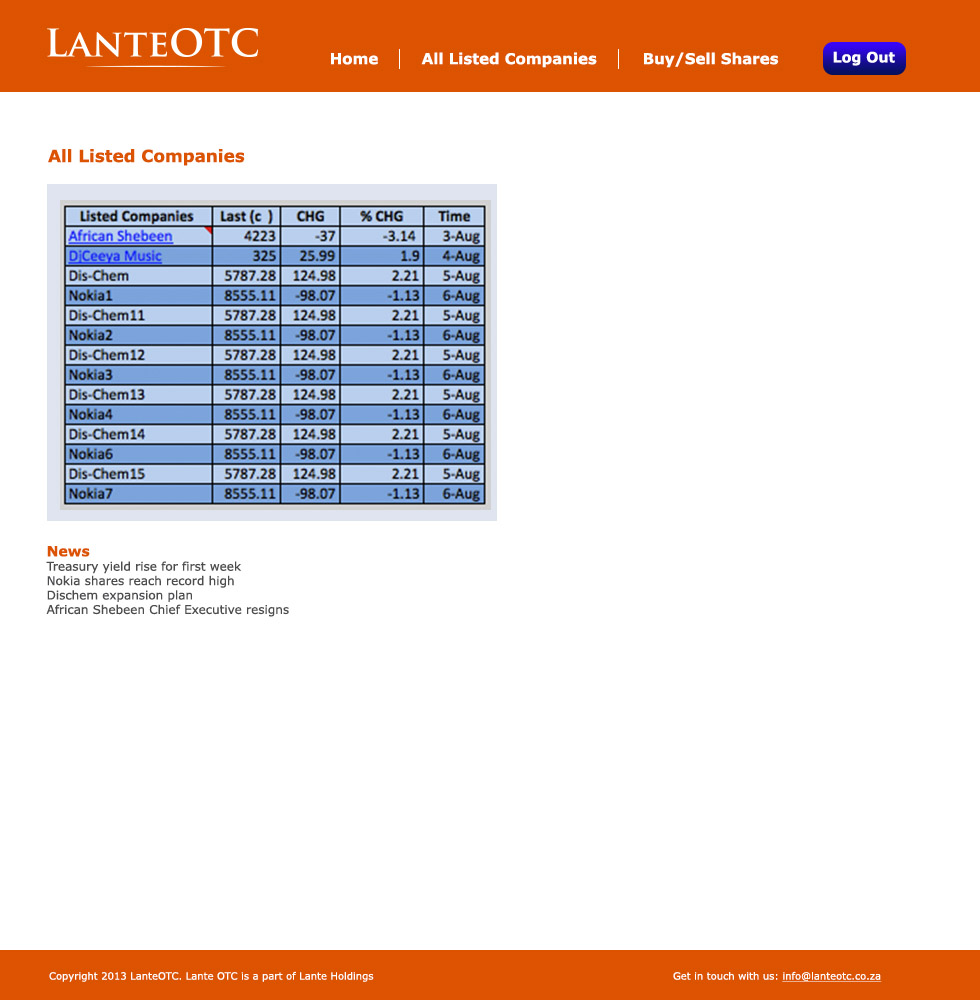 LANTEOTC
Home All Listed Companies Buy/Sell Shares Log Out
All Listed Companies
Listed Companies Last (c ) CHG % CHG Time
African Shebeen 4223 -37 -3.14 3-Aug
DjCeeya Music 325 25.99 1.9 4-Aug
Dis-Chem 5787.28 124.98 2.21 5-Aug
Nokia1 8555.11 -98.07 -1.13 6-Aug
Dis-Chem11 5787.28 124.98 2.21 5-Aug
Nokia2 8555.11 -98.07 -1.13 6-Aug
Dis-Chem12 5787.28 124.98 2.21 5-Aug
Nokia3 8555.11 -98.07 -1.13 6-Aug
Dis-Chem13 5787.28 124.98 2.21 5-Aug
Nokia4 8555.11 -98.07 -1.13 6-Aug
Dis-Chem14 5787.28 124.98 2.21 5-Aug
Nokia6 8555.11 -98.07 -1.13 6-Aug
Dis-Chem15 5787.28 124.98 2.21 5-Aug
Nokia7 8555.11 -98.07 -1.13 6-Aug
News
Treasury yield rise for first week
Nokia shares reach record high
Dischem expansion plan
African Shebeen Chief Executive resigns
Copyright 2013 LanteOTC. Lante OTC is a part of Lante Holdings Get in touch with us: info@lanteotc.co.za